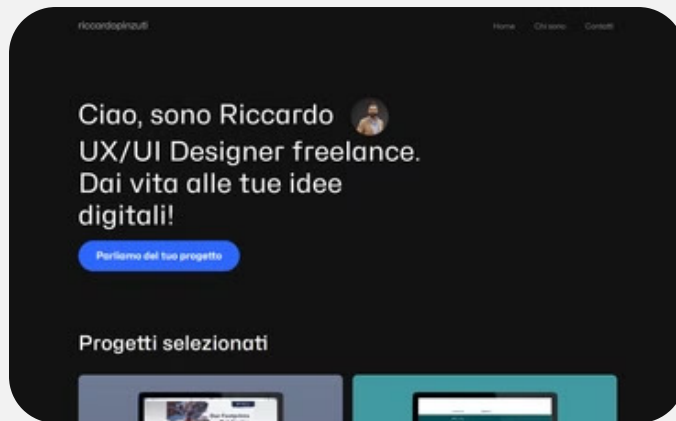 riccardopinzuti
Home Chi sono Contatti
Ciao, sono Riccardo
UX/UI Designer freelance.
Dai vita alle tue idee
digitali!
Parliamo del tuo progetto
Progetti selezionati